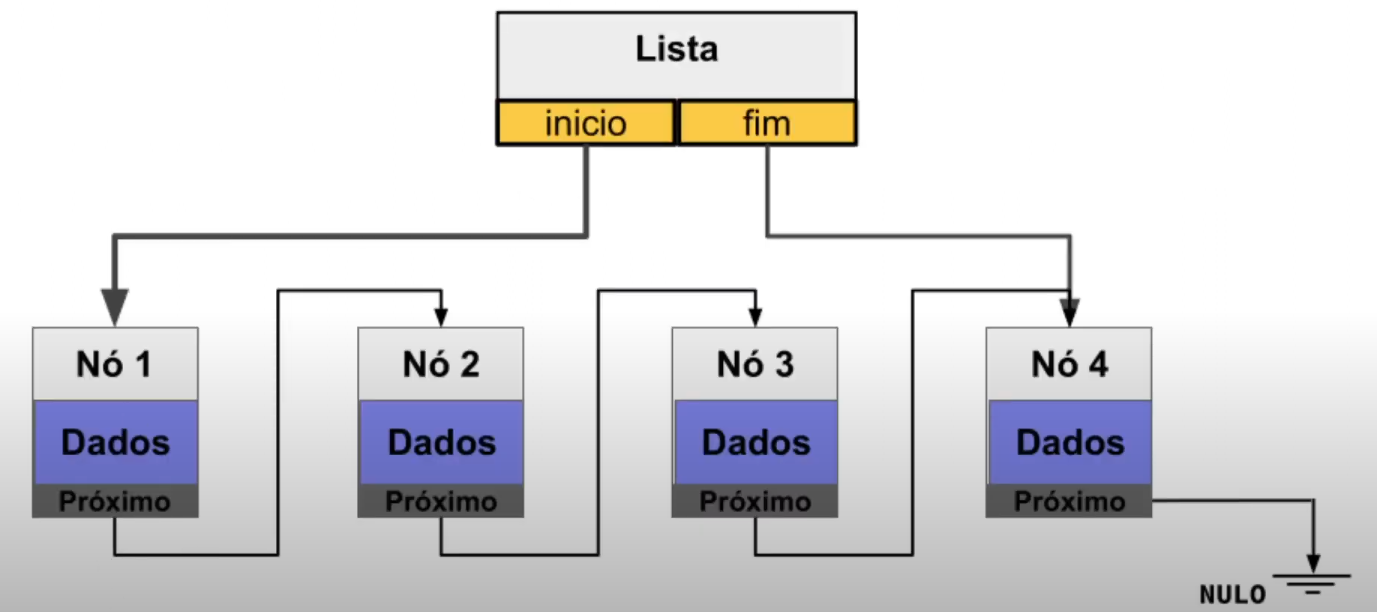 Lista
inicio fim
Nó 1 Nó 2 Nó 3 Nó 4
Dados Dados Dados Dados
Próximo Próximo Próximo Próximo
NULO